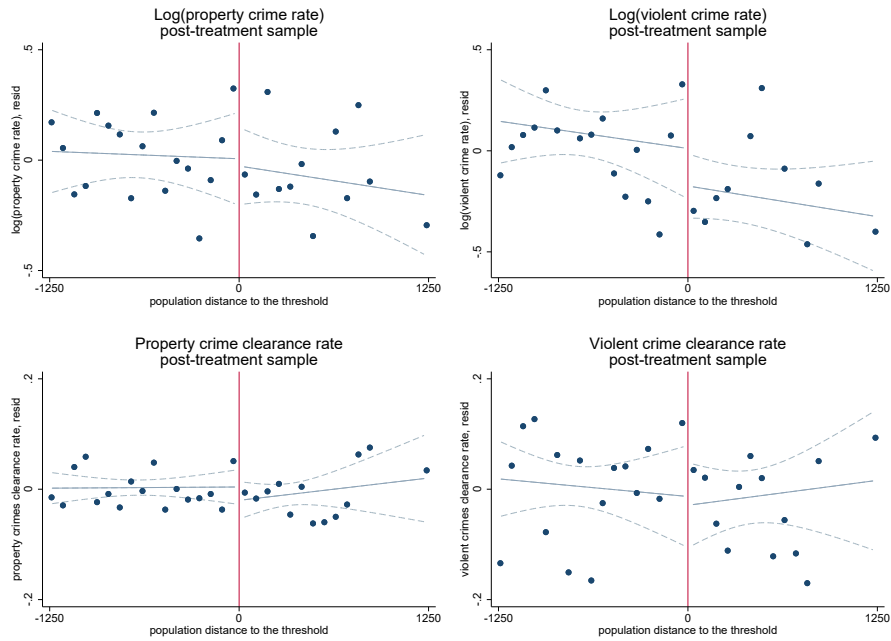 Log(property crime rate)
post-treatment sample
log(property crime rate), resid
.5
0
-.5
-1250
0
1250
population distance to the threshold
Log(violent crime rate)
post-treatment sample
log(violent crime rate), resid
.5
0
-.5
-1250
0
1250
population distance to the threshold
Property crime clearance rate
post-treatment sample
property crimes clearance rate, resid
.2
0
-.2
-1250
0
1250
population distance to the threshold
Violent crime clearance rate
post-treatment sample
violent crimes clearance rate, resid
.2
0
-.2
-1250
0
1250
population distance to the threshold